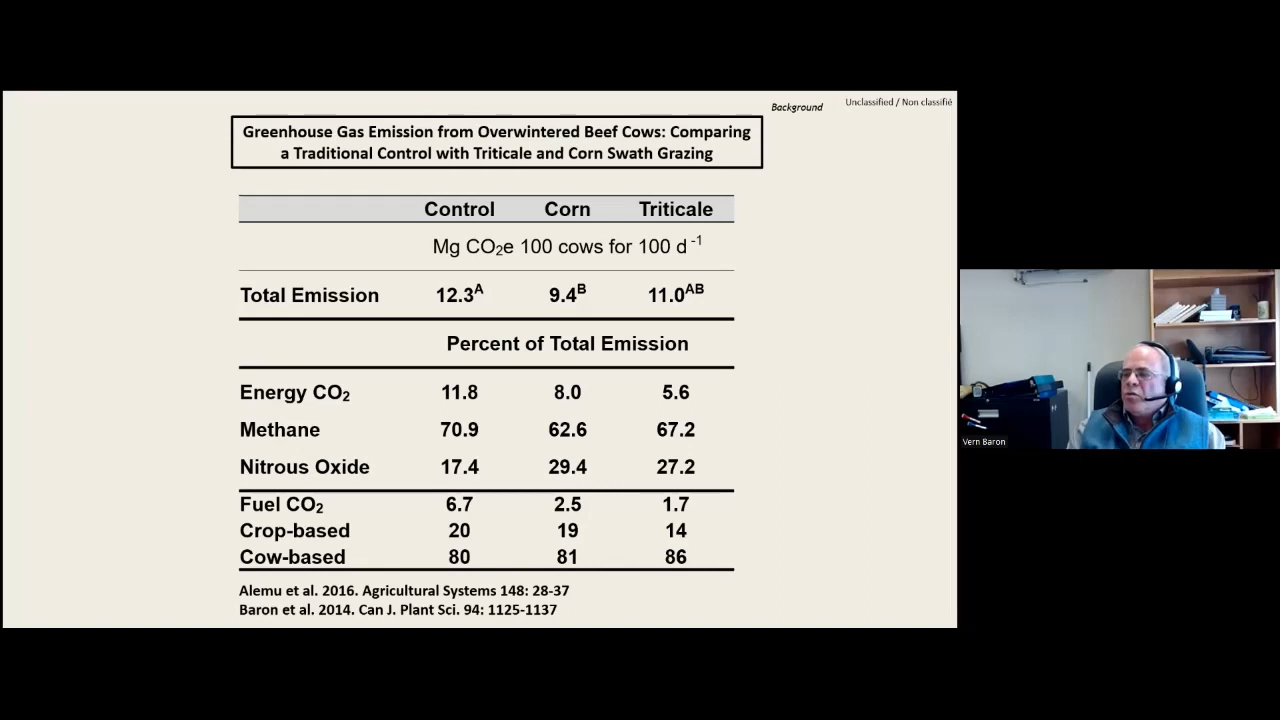 Background
Unclassified / Non classifié
Greenhouse Gas Emission from Overwintered Beef Cows: Comparing
a Traditional Control with Triticale and Corn Swath Grazing
Control Corn Triticale
Mg CO₂e 100 cows for 100 d ⁻¹
Total Emission 12.3ᴬ 9.4ᴮ 11.0ᴬᴮ
Percent of Total Emission
Energy CO₂ 11.8 8.0 5.6
Methane 70.9 62.6 67.2
Nitrous Oxide 17.4 29.4 27.2
Fuel CO₂ 6.7 2.5 1.7
Crop-based 20 19 14
Cow-based 80 81 86
Alemu et al. 2016. Agricultural Systems 148: 28-37
Baron et al. 2014. Can J. Plant Sci. 94: 1125-1137
Vern Baron